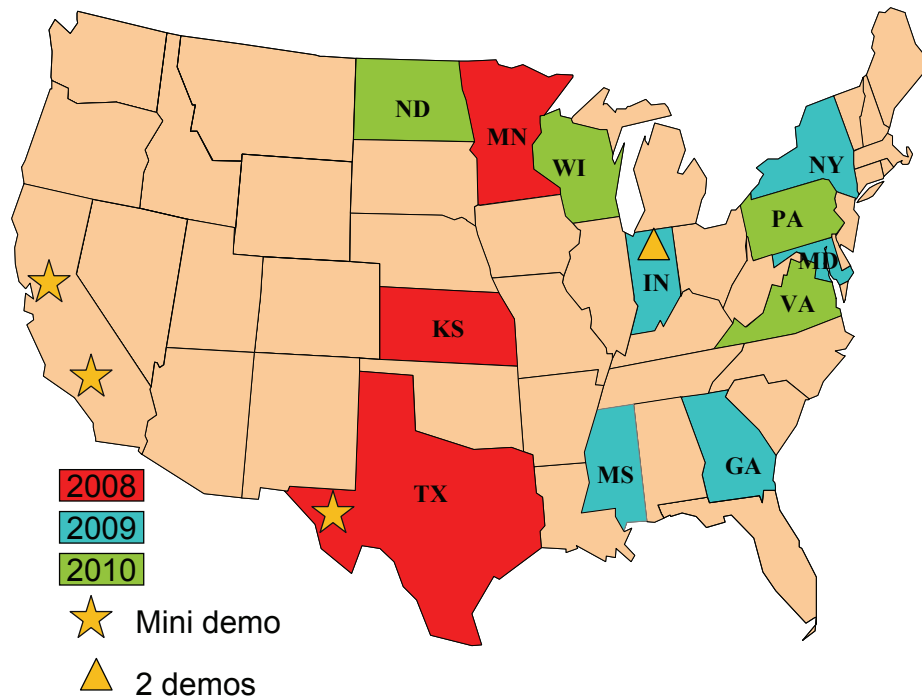 ND
MN
WI
NY
PA
MD
IN
VA
KS
MS
GA
TX
2008
2009
2010
Mini demo
2 demos